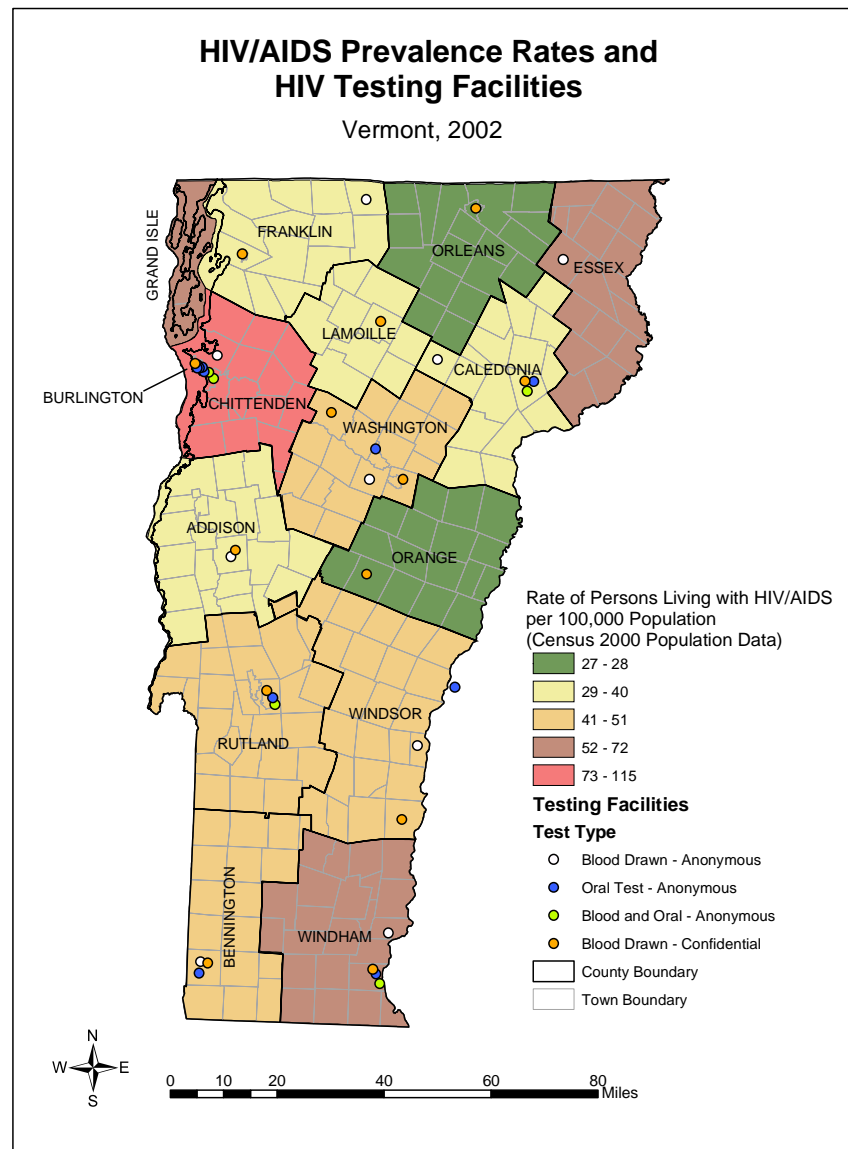 HIV/AIDS Prevalence Rates and
HIV Testing Facilities
Vermont, 2002
GRAND ISLE
FRANKLIN
ORLEANS
ESSEX
LAMOILLE
CALEDONIA
BURLINGTON
CHITTENDEN
WASHINGTON
ADDISON
ORANGE
WINDSOR
RUTLAND
BENNINGTON
WINDHAM
Rate of Persons Living with HIV/AIDS
per 100,000 Population
(Census 2000 Population Data)
27 - 28
29 - 40
41 - 51
52 - 72
73 - 115
Testing Facilities
Test Type
Blood Drawn - Anonymous
Oral Test - Anonymous
Blood and Oral - Anonymous
Blood Drawn - Confidential
County Boundary
Town Boundary
N
W E
S
0 10 20 40 60 80
Miles